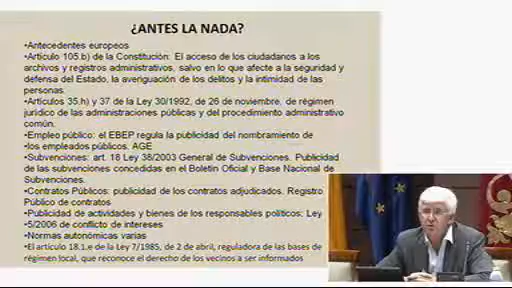 ¿ANTES LA NADA?
•Antecedentes europeos
•Artículo 105.b) de la Constitución: El acceso de los ciudadanos a los
archivos y registros administrativos, salvo en lo que afecte a la seguridad y
defensa del Estado, la averiguación de los delitos y la intimidad de las
personas.
•Artículos 35.h) y 37 de la Ley 30/1992, de 26 de noviembre, de régimen
jurídico de las administraciones públicas y del procedimiento administrativo
común.
•Empleo público: el EBEP regula la publicidad del nombramiento de
•los empleados públicos. AGE
•Subvenciones: art. 18 Ley 38/2003 General de Subvenciones. Publicidad
de las subvenciones concedidas en el Boletín Oficial y Base Nacional de
Subvenciones.
•Contratos Públicos: publicidad de los contratos adjudicados. Registro
Público de contratos
•Publicidad de actividades y bienes de los responsables políticos: Ley
•5/2006 de conflicto de intereses
•Normas autonómicas varias
•El artículo 18.1.e de la Ley 7/1985, de 2 de abril, reguladora de las bases de
régimen local, que reconoce el derecho de los vecinos a ser informados